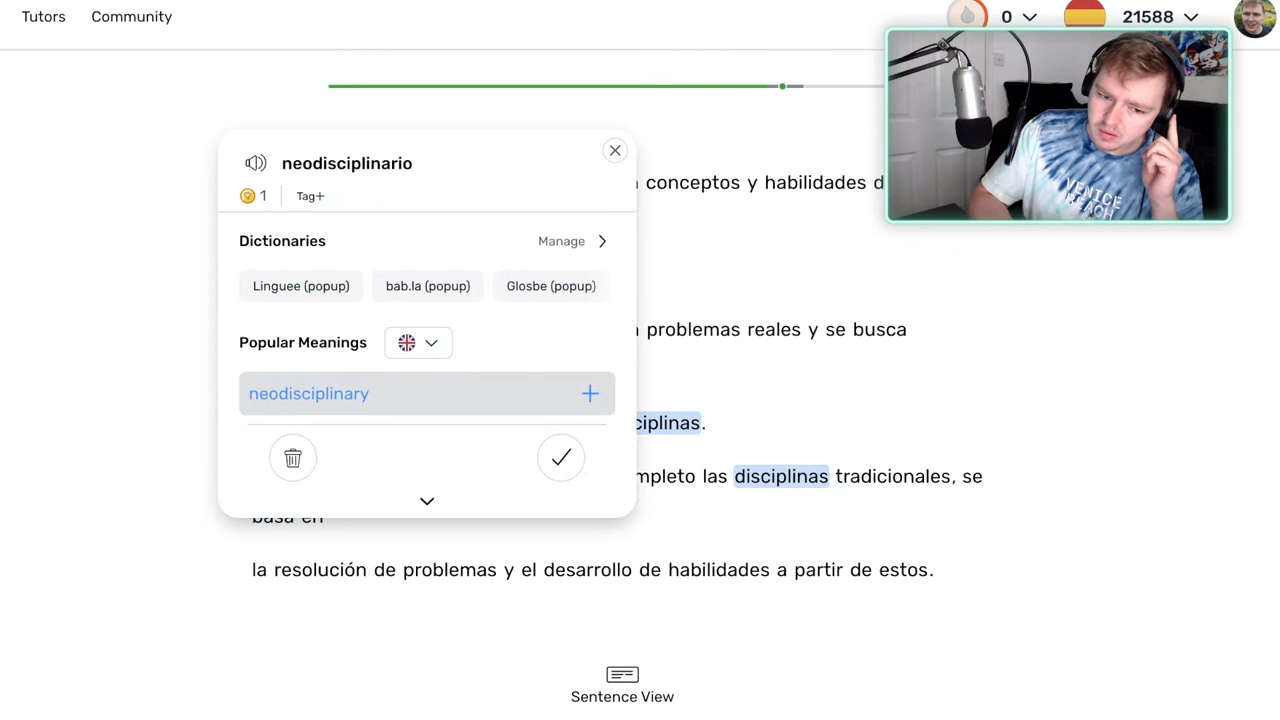 Tutors Community 0 21588
neodisciplinario
1 Tag+
conceptos y habilidades d
Dictionaries Manage
Linguee (popup) bab.la (popup) Glosbe (popup)
Popular Meanings
problemas reales y se busca
neodisciplinary
ciplinas.
mpleto las disciplinas tradicionales, se
basa en
la resolución de problemas y el desarrollo de habilidades a partir de estos.
Sentence View
VENICE
BEACH